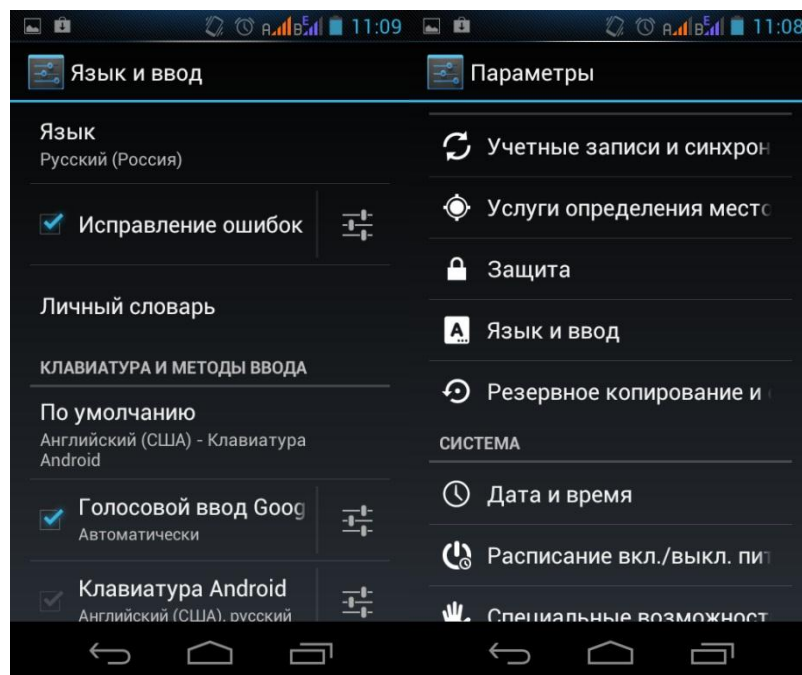 A B E 11:09
Язык и ввод
Язык
Русский (Россия)
Исправление ошибок
Личный словарь
КЛАВИАТУРА И МЕТОДЫ ВВОДА
По умолчанию
Английский (США) - Клавиатура
Android
Голосовой ввод Goog
Автоматически
Клавиатура Android
Английский (США), русский
A B E 11:08
Параметры
Учетные записи и синхрон
Услуги определения место
Защита
A
Язык и ввод
Резервное копирование и
СИСТЕМА
Дата и время
Расписание вкл./выкл. пит
Специальные возможност